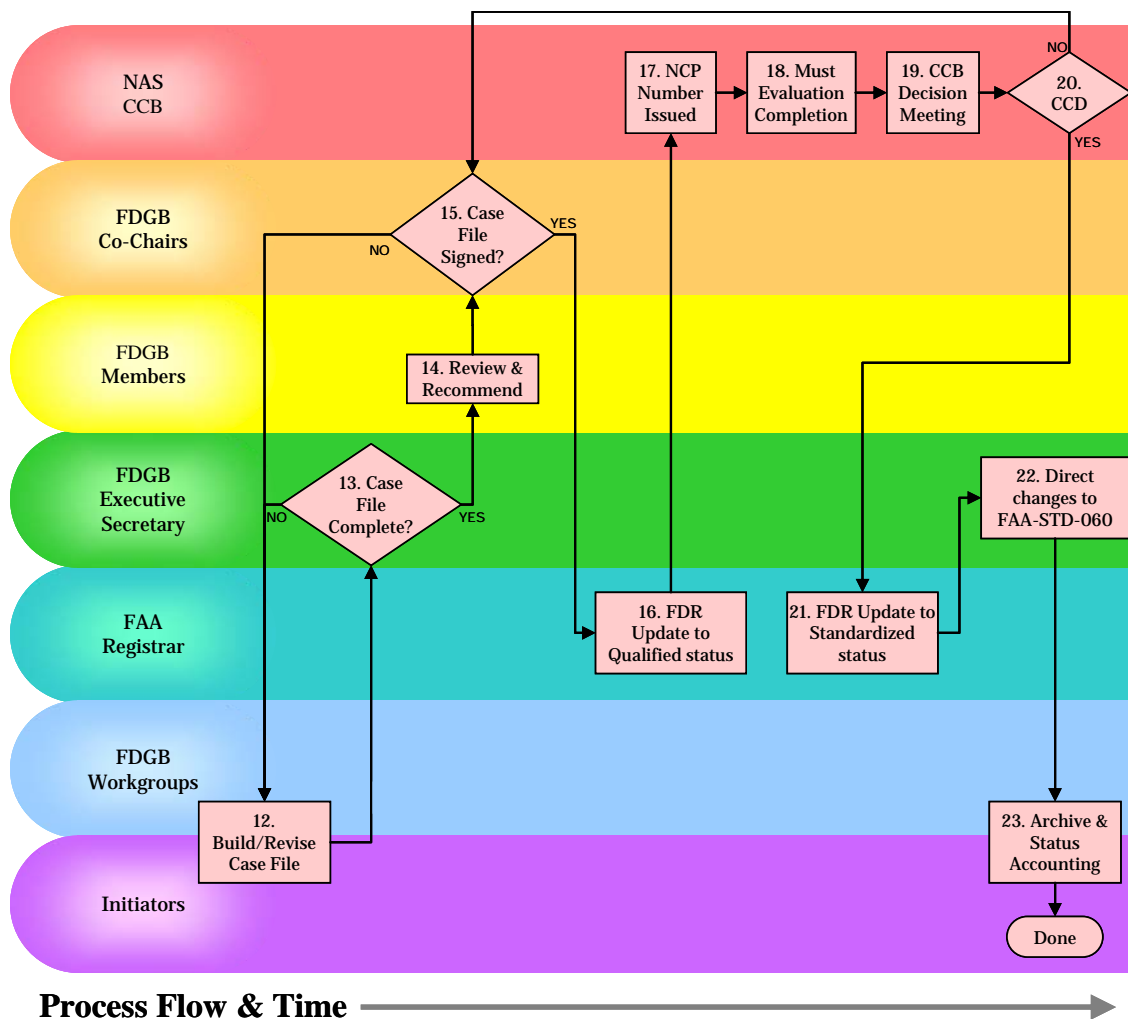 NO
NAS
CCB
17. NCP
Number
Issued
18. Must
Evaluation
Completion
19. CCB
Decision
Meeting
20.
CCD
YES
FDGB
Co-Chairs
15. Case
File
Signed?
YES
NO
FDGB
Members
14. Review &
Recommend
FDGB
Executive
Secretary
13. Case
File
Complete?
NO
YES
22. Direct
changes to
FAA-STD-060
FAA
Registrar
16. FDR
Update to
Qualified status
21. FDR Update to
Standardized
status
FDGB
Workgroups
12.
Build/Revise
Case File
23. Archive &
Status
Accounting
Initiators
Done
Process Flow & Time